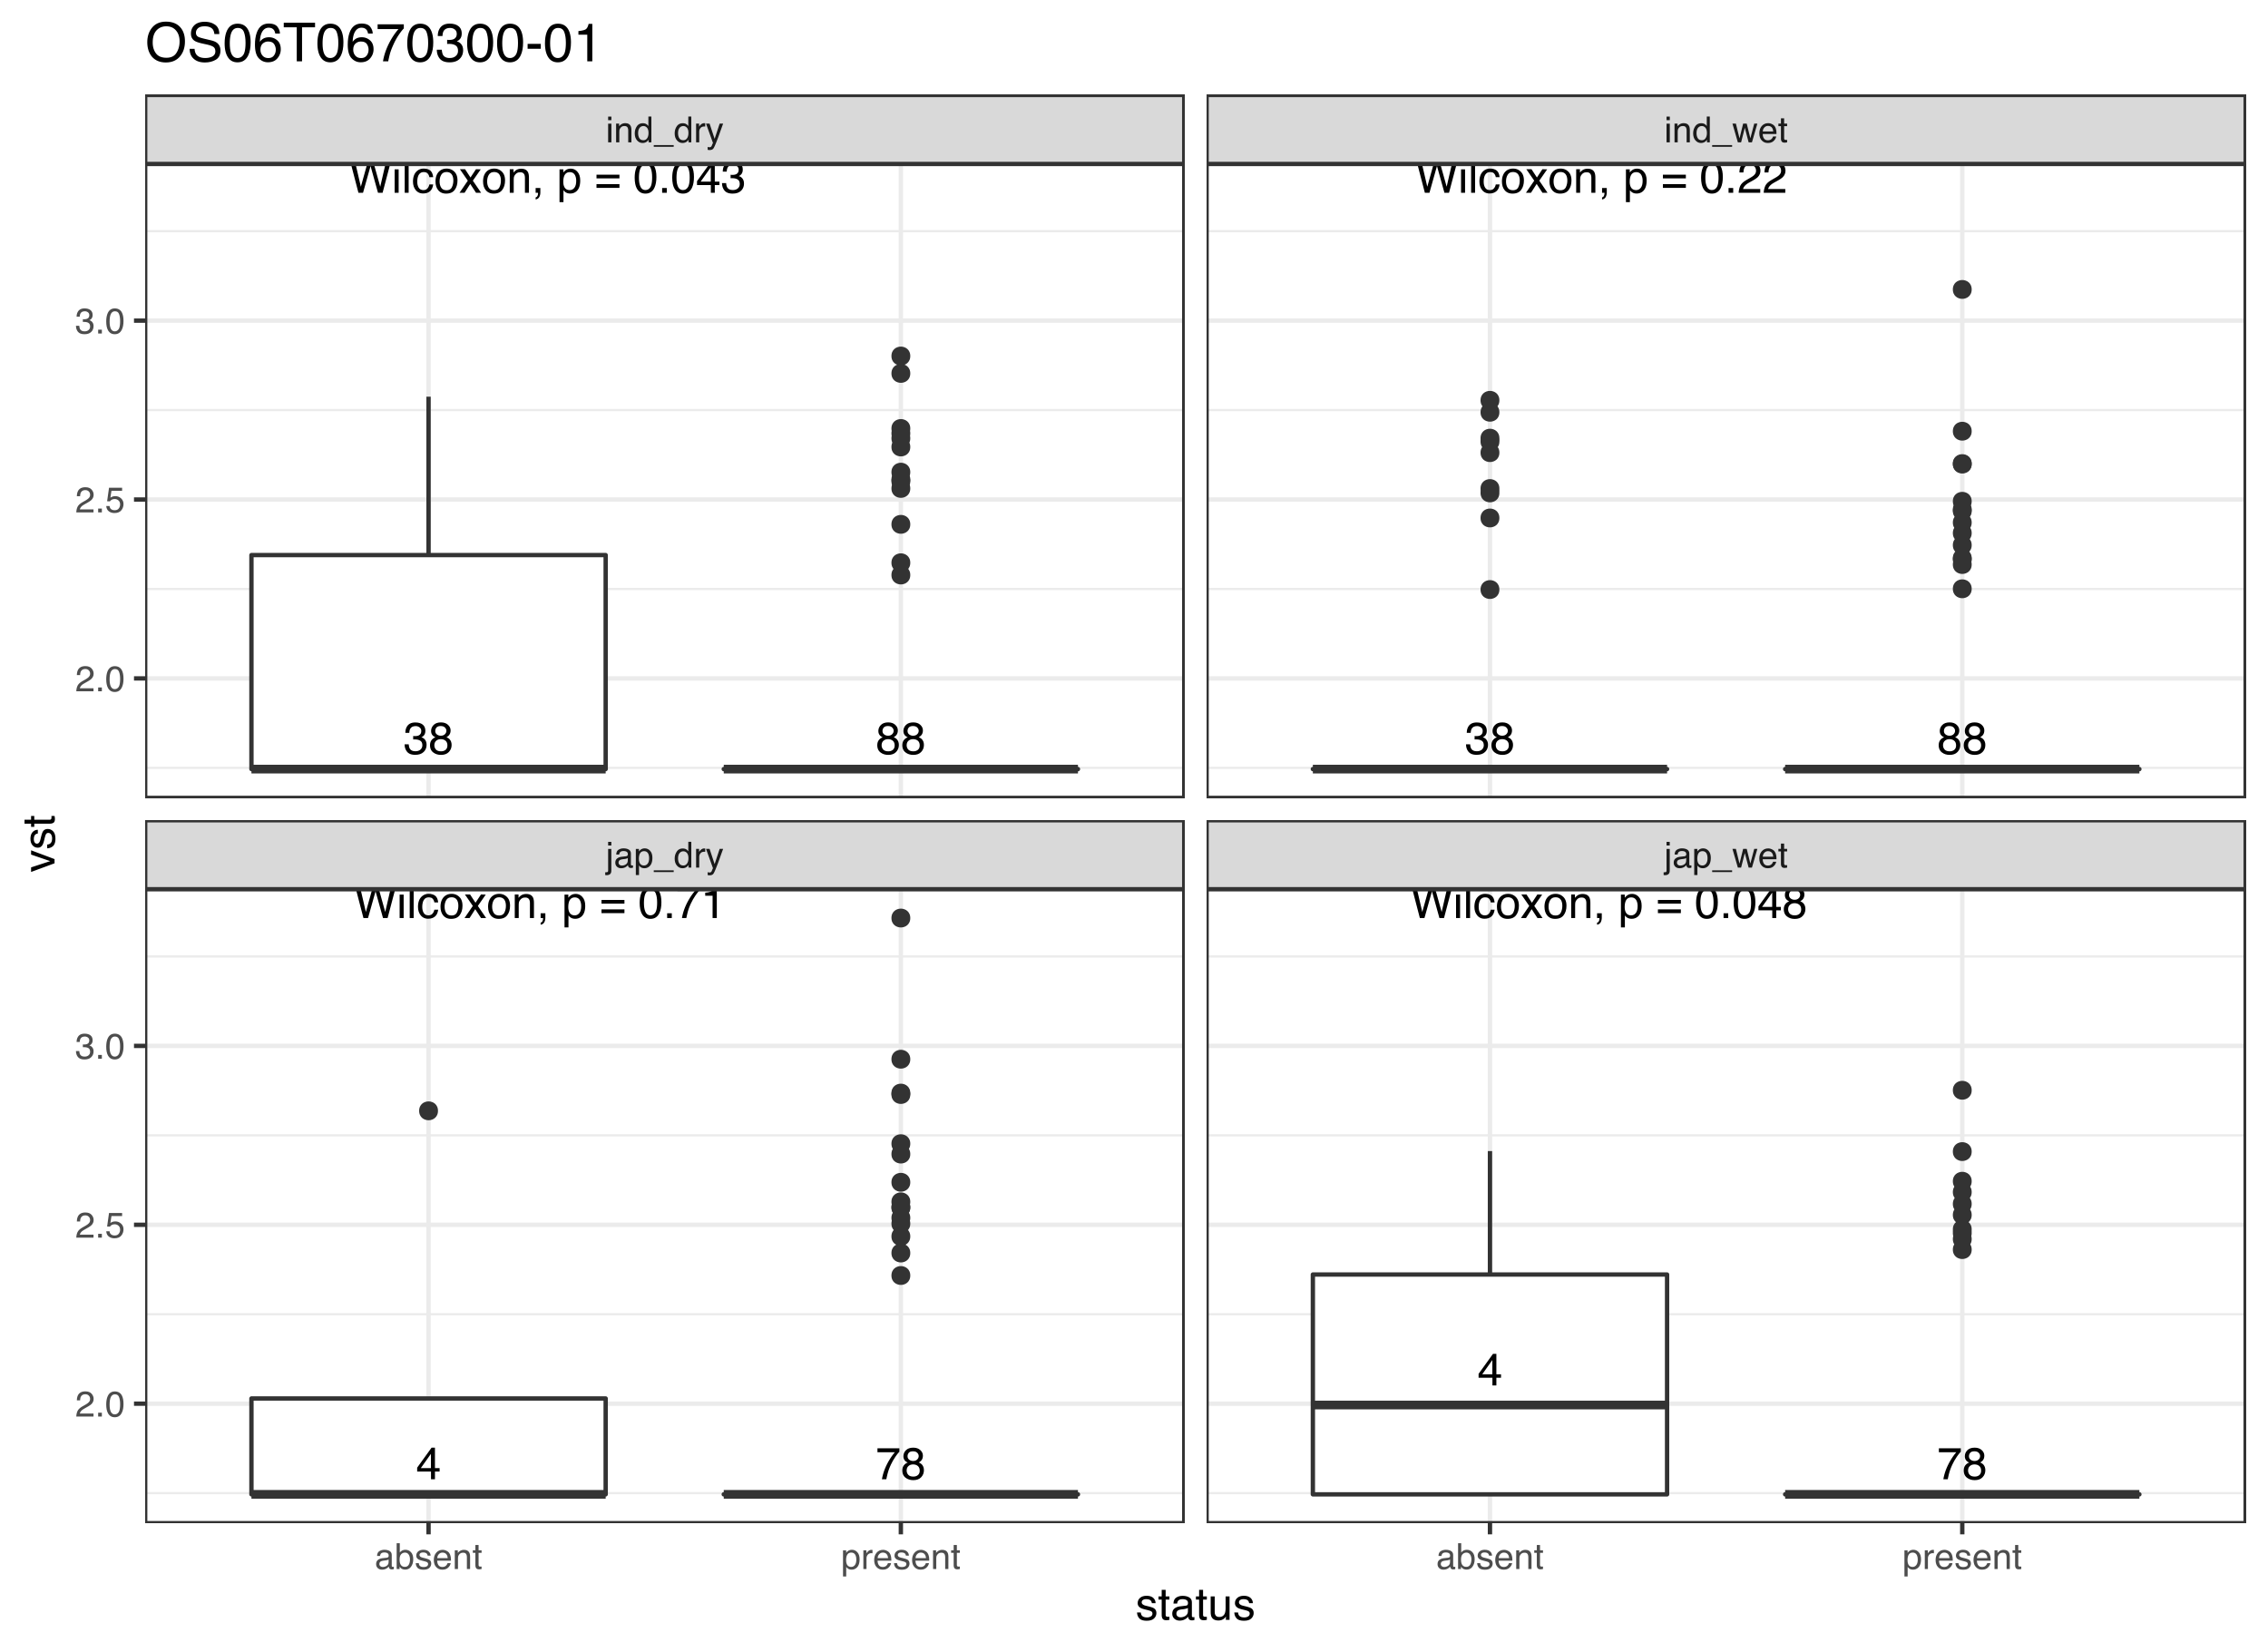 OS06T0670300-01
ind_dry
ind_wet
Wilcoxon, p = 0.043
Wilcoxon, p = 0.22
3.0
2.5
2.0
38
88
38
88
vst
jap_dry
jap_wet
Wilcoxon, p = 0.71
Wilcoxon, p = 0.048
3.0
2.5
2.0
4
78
4
78
absent
present
absent
present
status